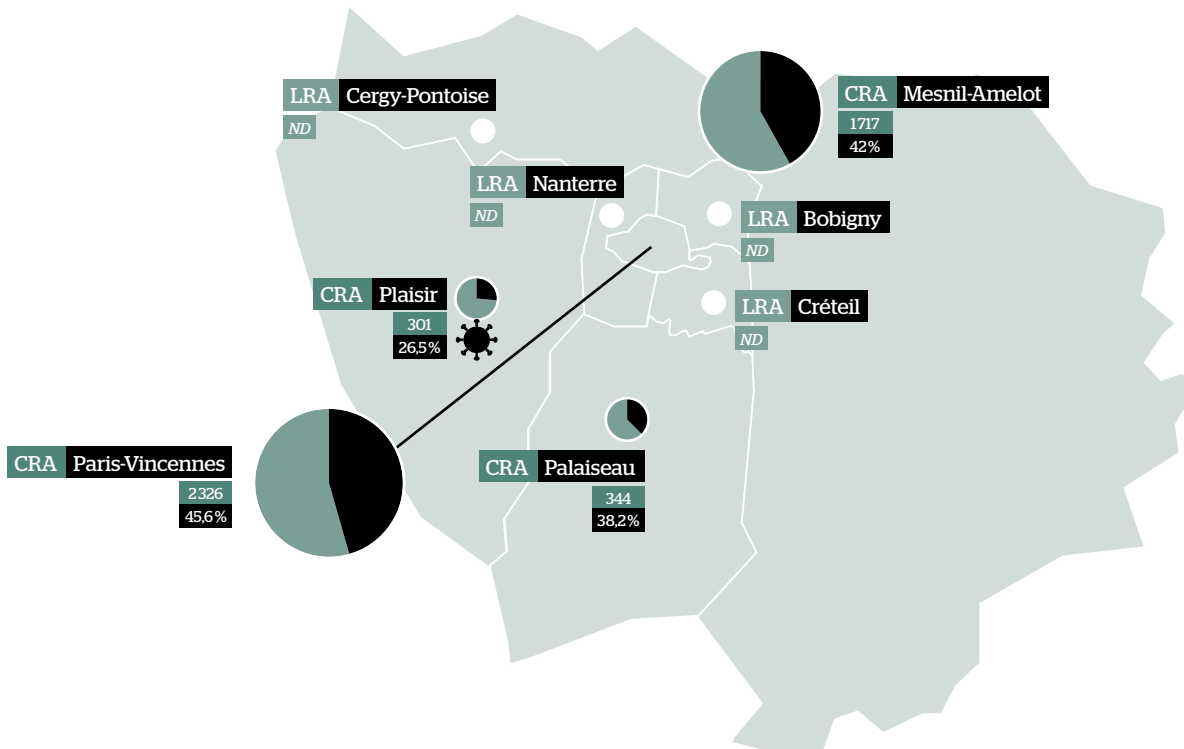 LRA Cergy-Pontoise
ND
CRA Mesnil-Amelot
1717
42%
LRA Nanterre
ND
LRA Bobigny
ND
CRA Plaisir
301
26,5%
LRA Créteil
ND
CRA Paris-Vincennes
2326
45,6%
CRA Palaiseau
344
38,2%